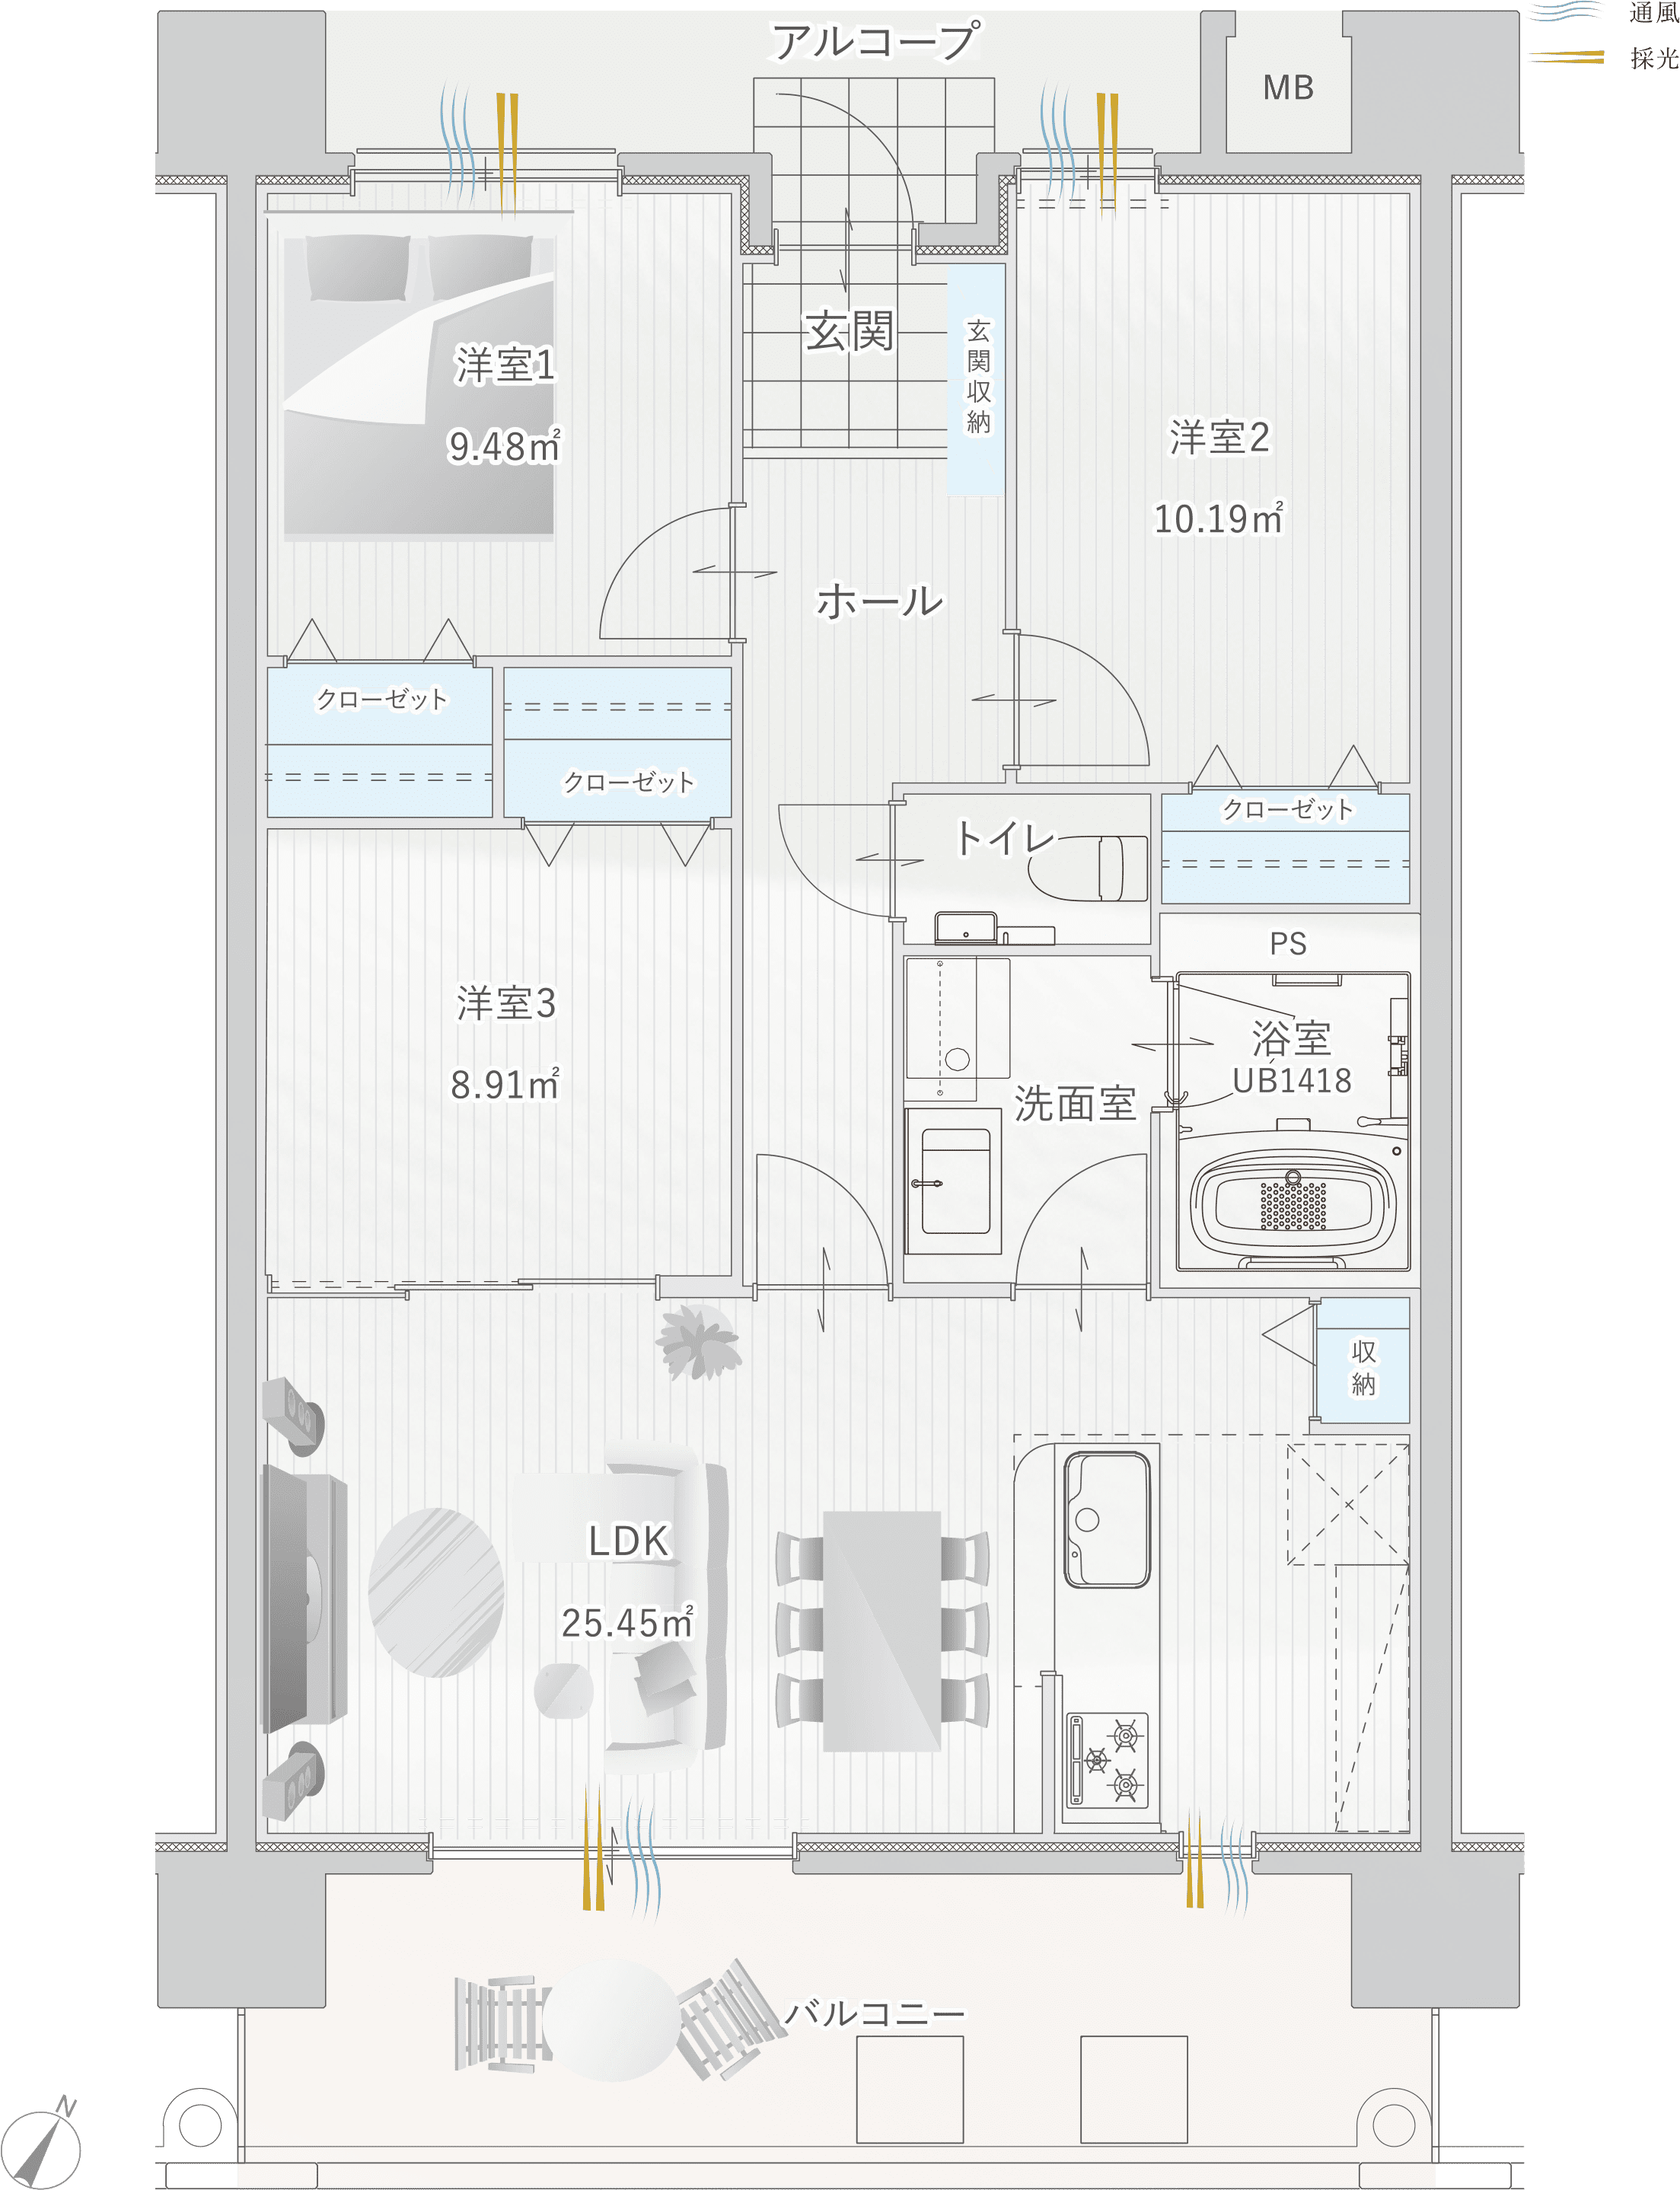 通風
採光
アルコープ
MB
玄関
玄関収納
洋室1
9.48㎡
洋室2
10.19㎡
ホール
クローゼット
クローゼット
クローゼット
トイレ
PS
洋室3
8.91㎡
浴室
UB1418
洗面室
収納
LDK
25.45㎡
バルコニー
N